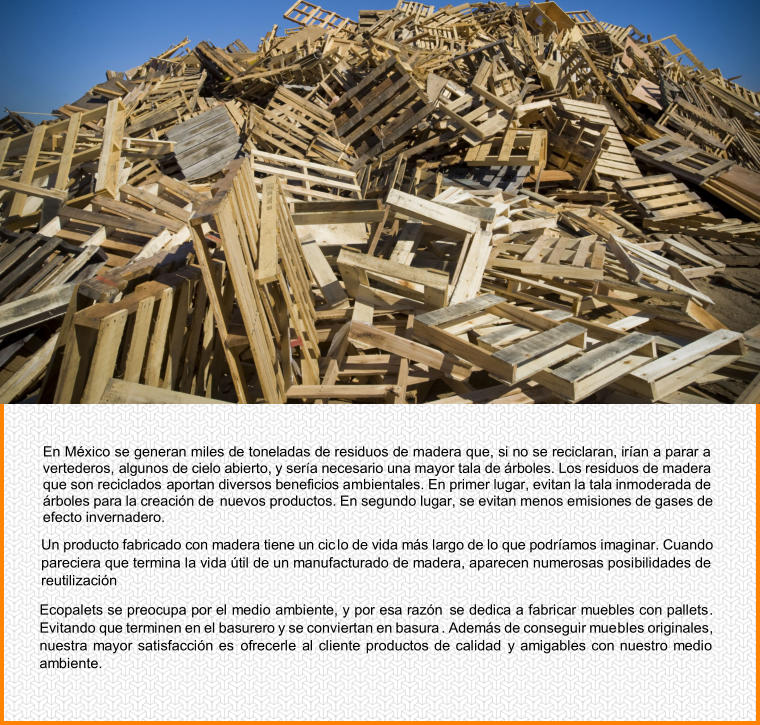 En México se generan miles de toneladas de residuos de madera que, si no se reciclaran, irían a parar a
vertederos, algunos de cielo abierto, y sería necesario una mayor tala de árboles. Los residuos de madera
que son reciclados aportan diversos beneficios ambientales. En primer lugar, evitan la tala inmoderada de
árboles para la creación de nuevos productos. En segundo lugar, se evitan menos emisiones de gases de
efecto invernadero.
Un producto fabricado con madera tiene un ciclo de vida más largo de lo que podríamos imaginar. Cuando
pareciera que termina la vida útil de un manufacturado de madera, aparecen numerosas posibilidades de
reutilización
Ecopalets se preocupa por el medio ambiente, y por esa razón se dedica a fabricar muebles con pallets.
Evitando que terminen en el basurero y se conviertan en basura. Además de conseguir muebles originales,
nuestra mayor satisfacción es ofrecerle al cliente productos de calidad y amigables con nuestro medio
ambiente.